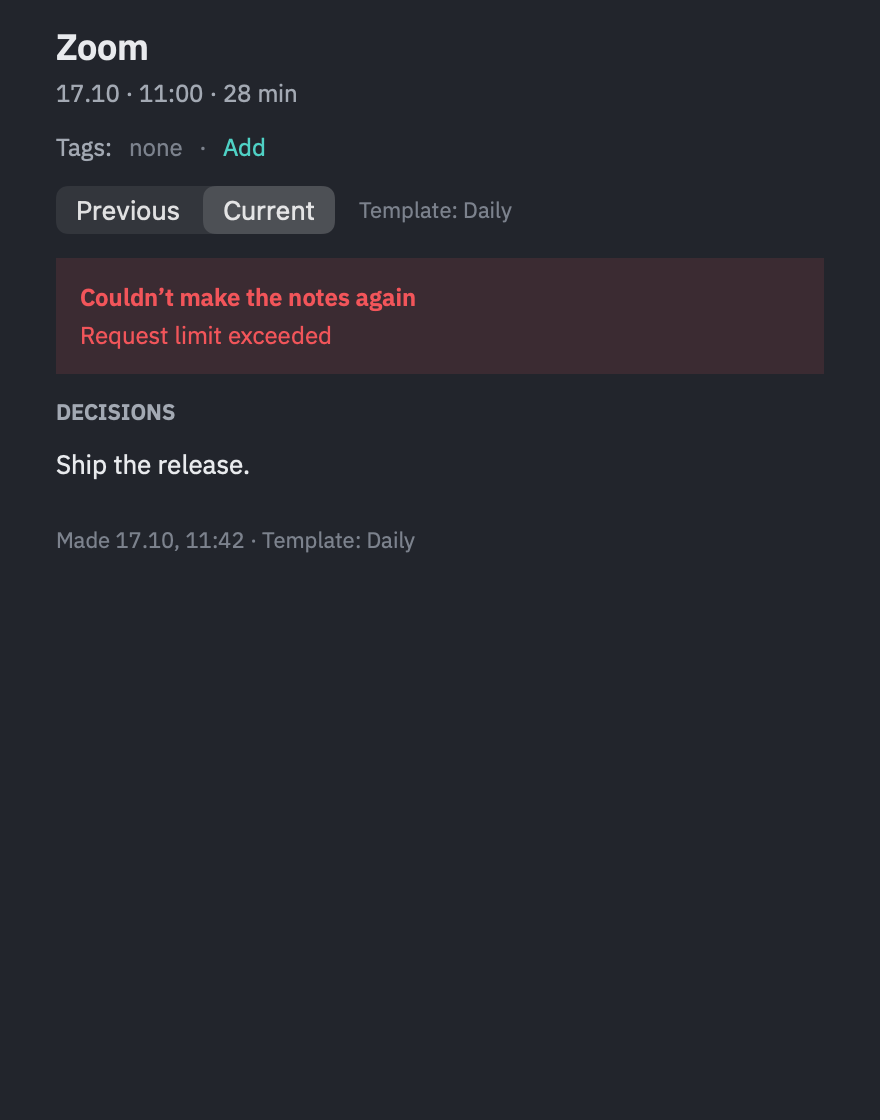 Zoom
17.10 · 11:00 · 28 min
Tags: none · Add
Previous Current Template: Daily
Couldn’t make the notes again
Request limit exceeded
DECISIONS
Ship the release.
Made 17.10, 11:42 · Template: Daily